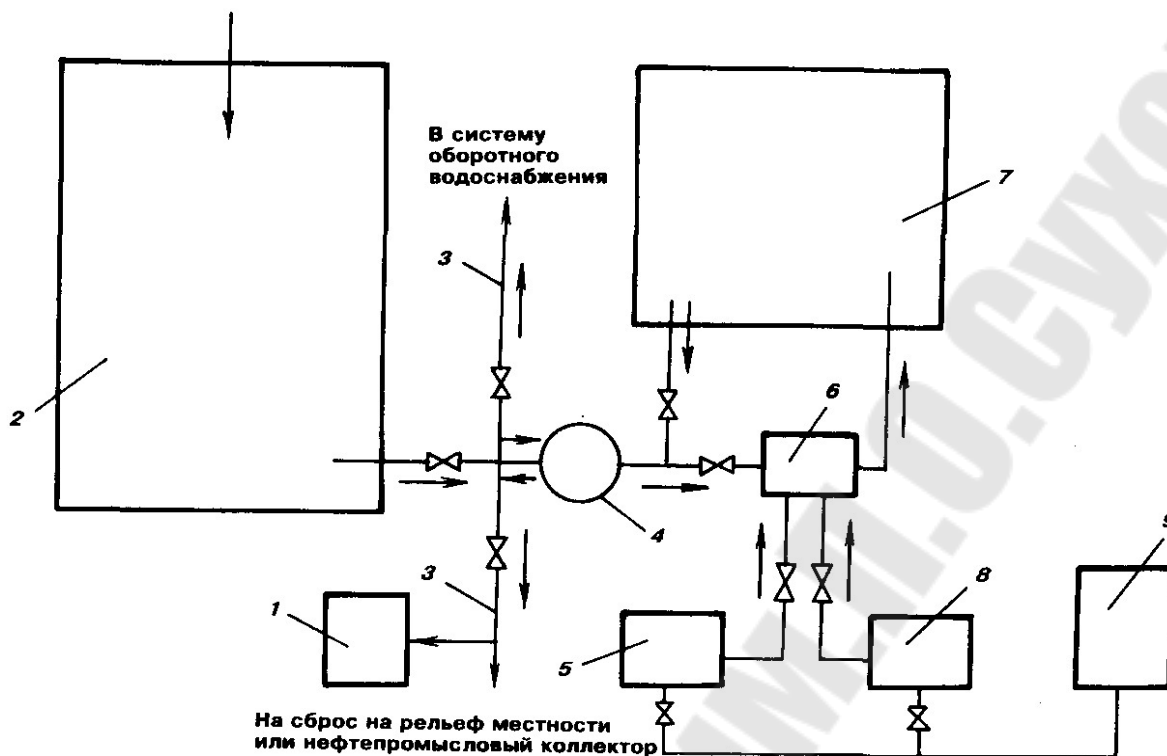 В систему
оборотного
водоснабжения
7
3
2
6
4
9
3
8
1
5
На сброс на рельеф местности
или нефтепромысловый коллектор